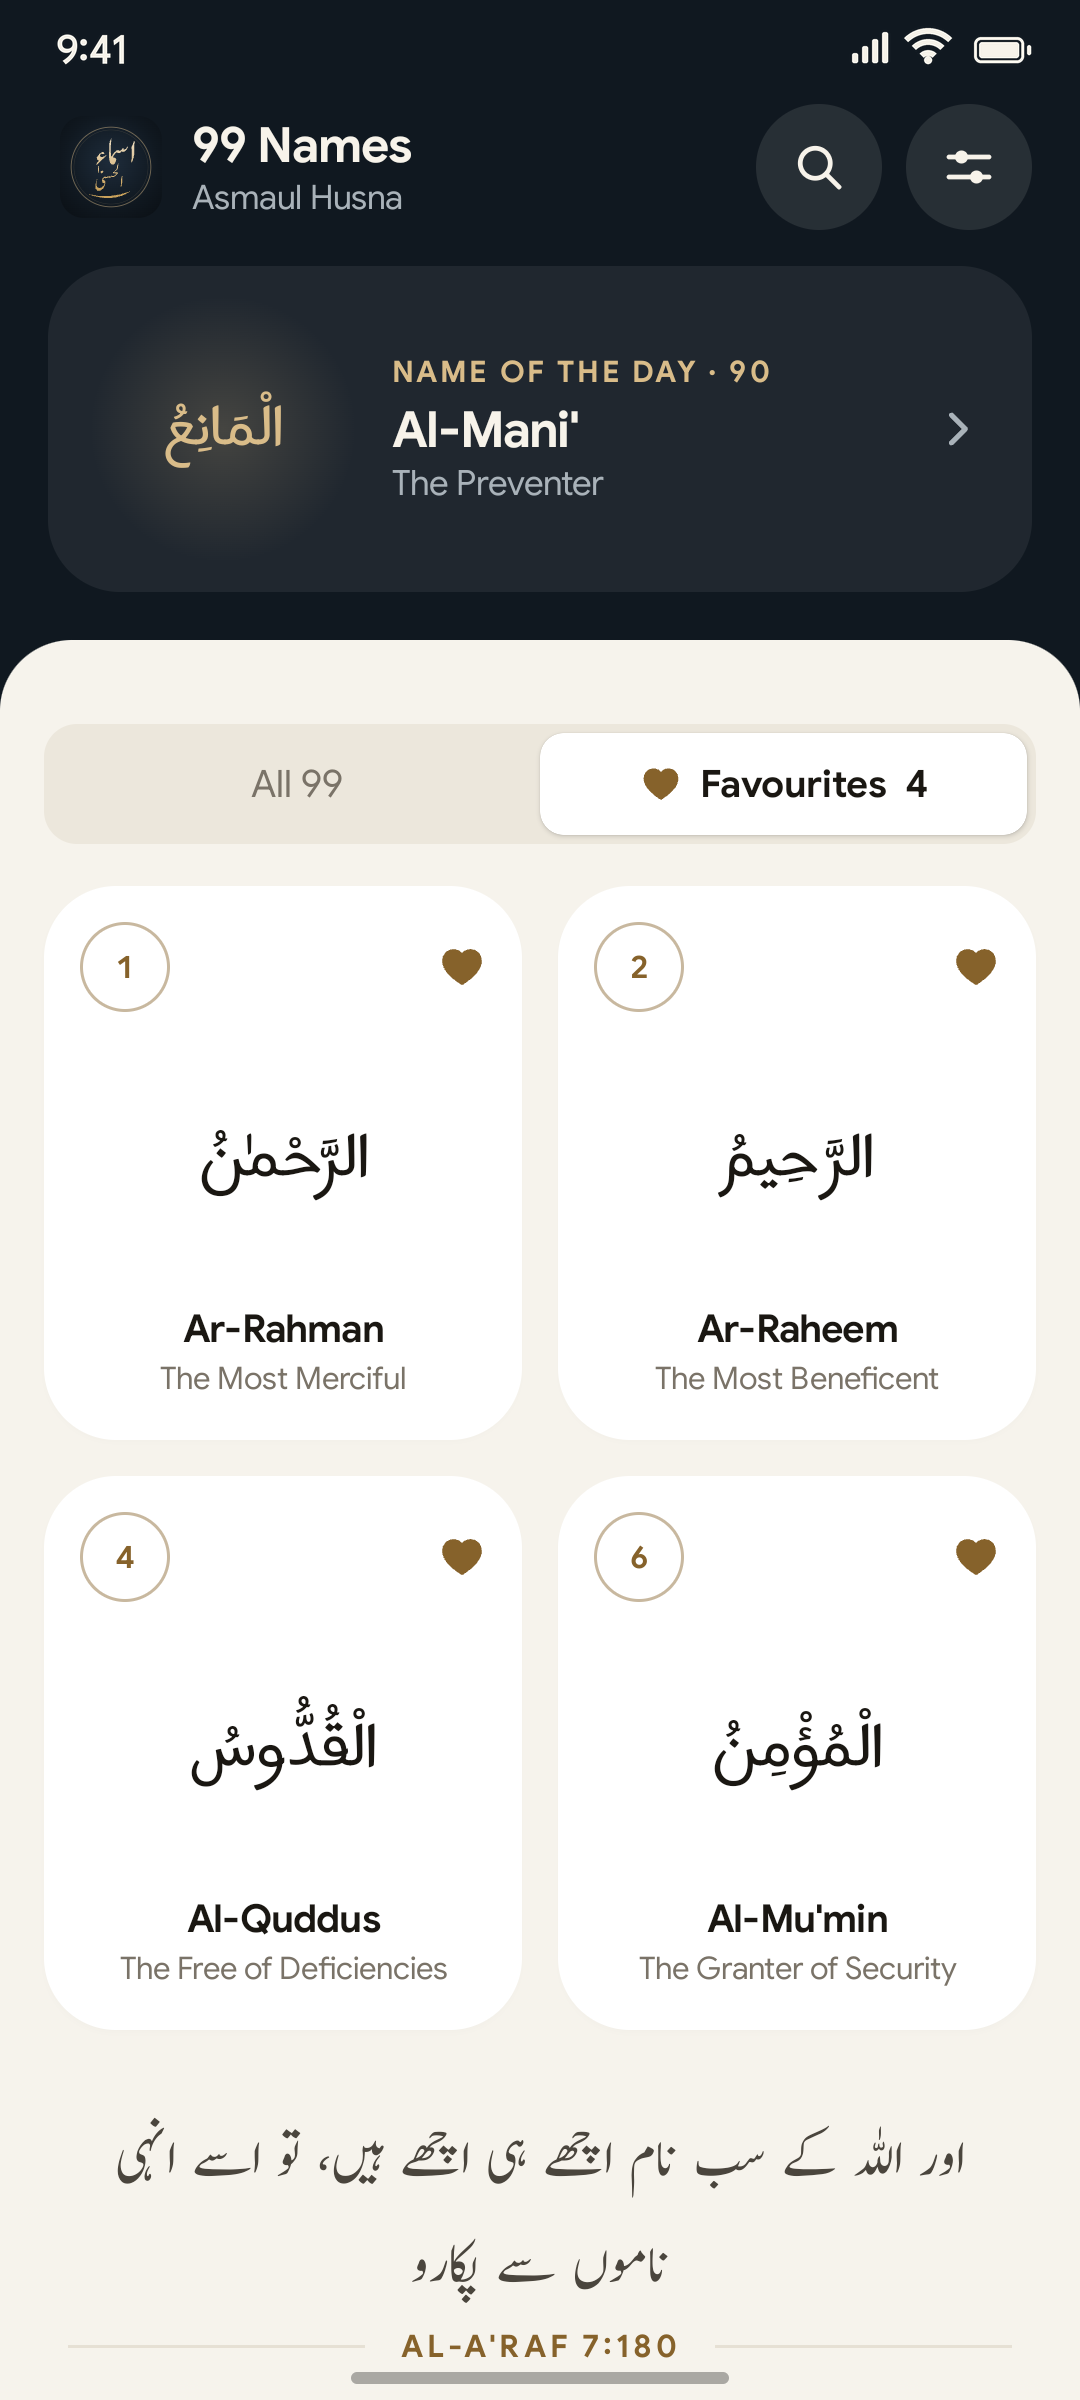 9:41
اسماء
الحسنى
99 Names
Asmaul Husna
الْمَانِعُ
NAME OF THE DAY · 90
Al-Mani'
The Preventer
All 99
Favourites 4
1
الرَّحْمٰنُ
Ar-Rahman
The Most Merciful
2
الرَّحِيمُ
Ar-Raheem
The Most Beneficent
4
الْقُدُّوسُ
Al-Quddus
The Free of Deficiencies
6
الْمُؤْمِنُ
Al-Mu'min
The Granter of Security
اور اللہ کے سب نام اچھے ہی اچھے ہیں، تو اسے انہی
ناموں سے پکارو
AL-A'RAF 7:180